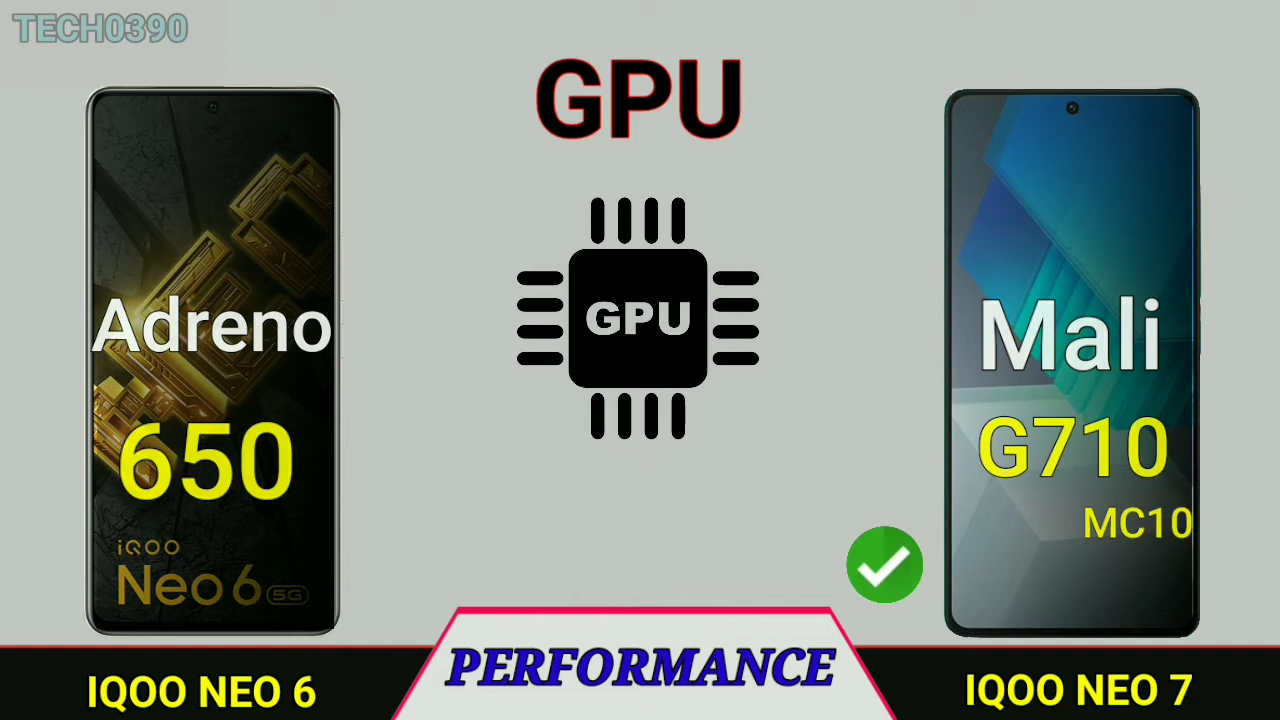 TECH0390
GPU
GPU
Adreno
650
iQOO
Neo 6 5G
Mali
G710
MC10
IQOO NEO 6
PERFORMANCE
IQOO NEO 7